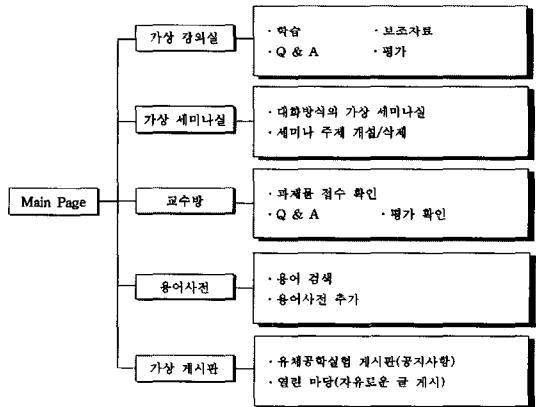 가상 강의실
· 학습 · 보조자료
· Q & A · 평가
가상 세미나실
· 대화방식의 가상 세미나실
· 세미나 주제 개설/삭제
Main Page
교수방
· 과제물 접수 확인
· Q & A · 평가 확인
용어사전
· 용어 검색
· 용어사전 추가
가상 게시판
· 유체공학실험 게시판(공지사항)
· 열린 마당(자유로운 글 게시)